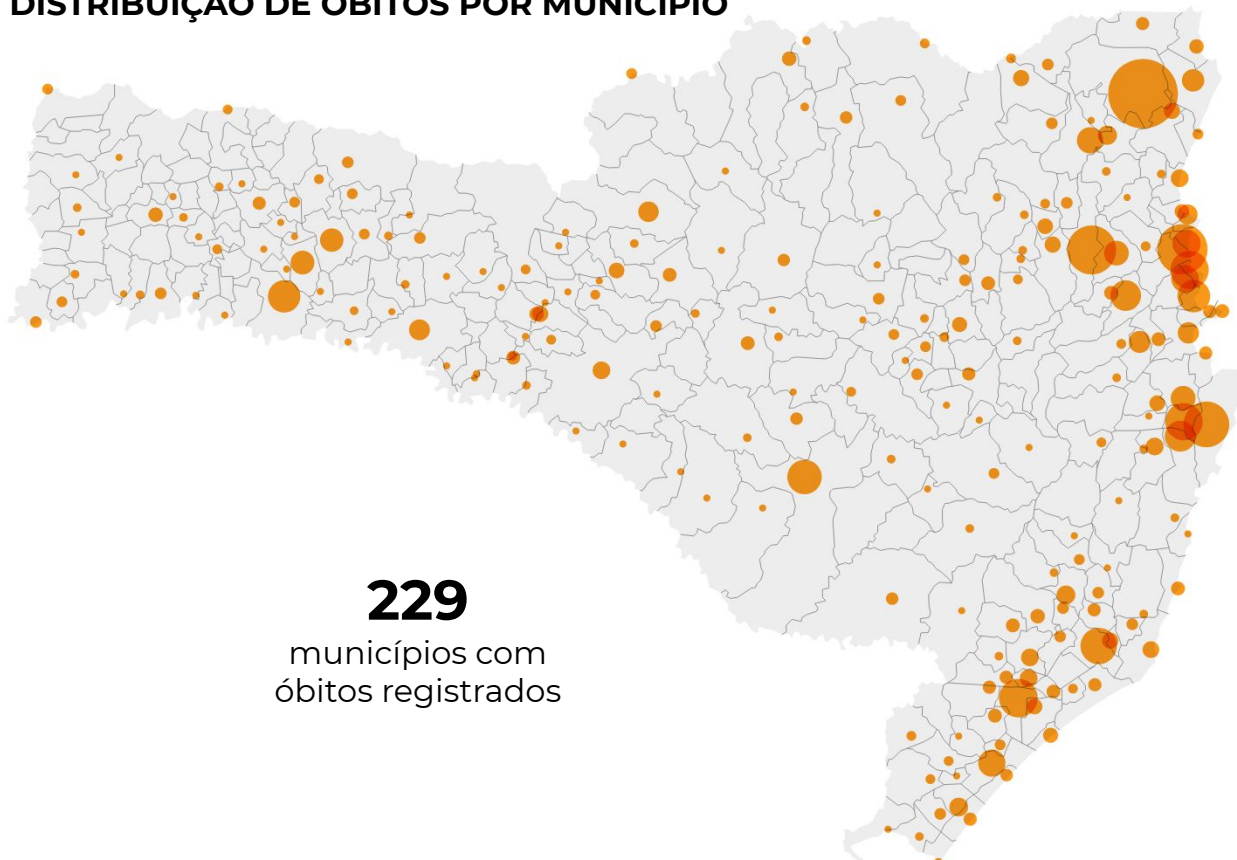 DISTRIBUIÇÃO DE ÓBITOS POR MUNICÍPIO
229
municípios com
óbitos registrados